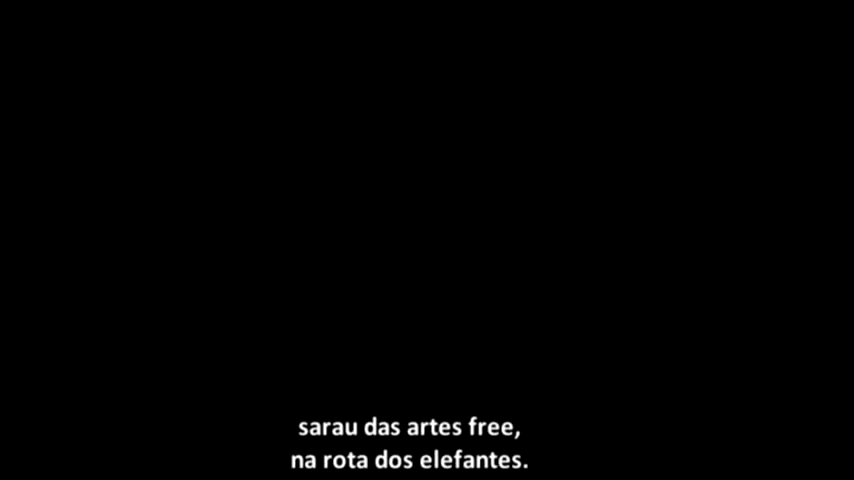 sarau das artes free,
na rota dos elefantes.